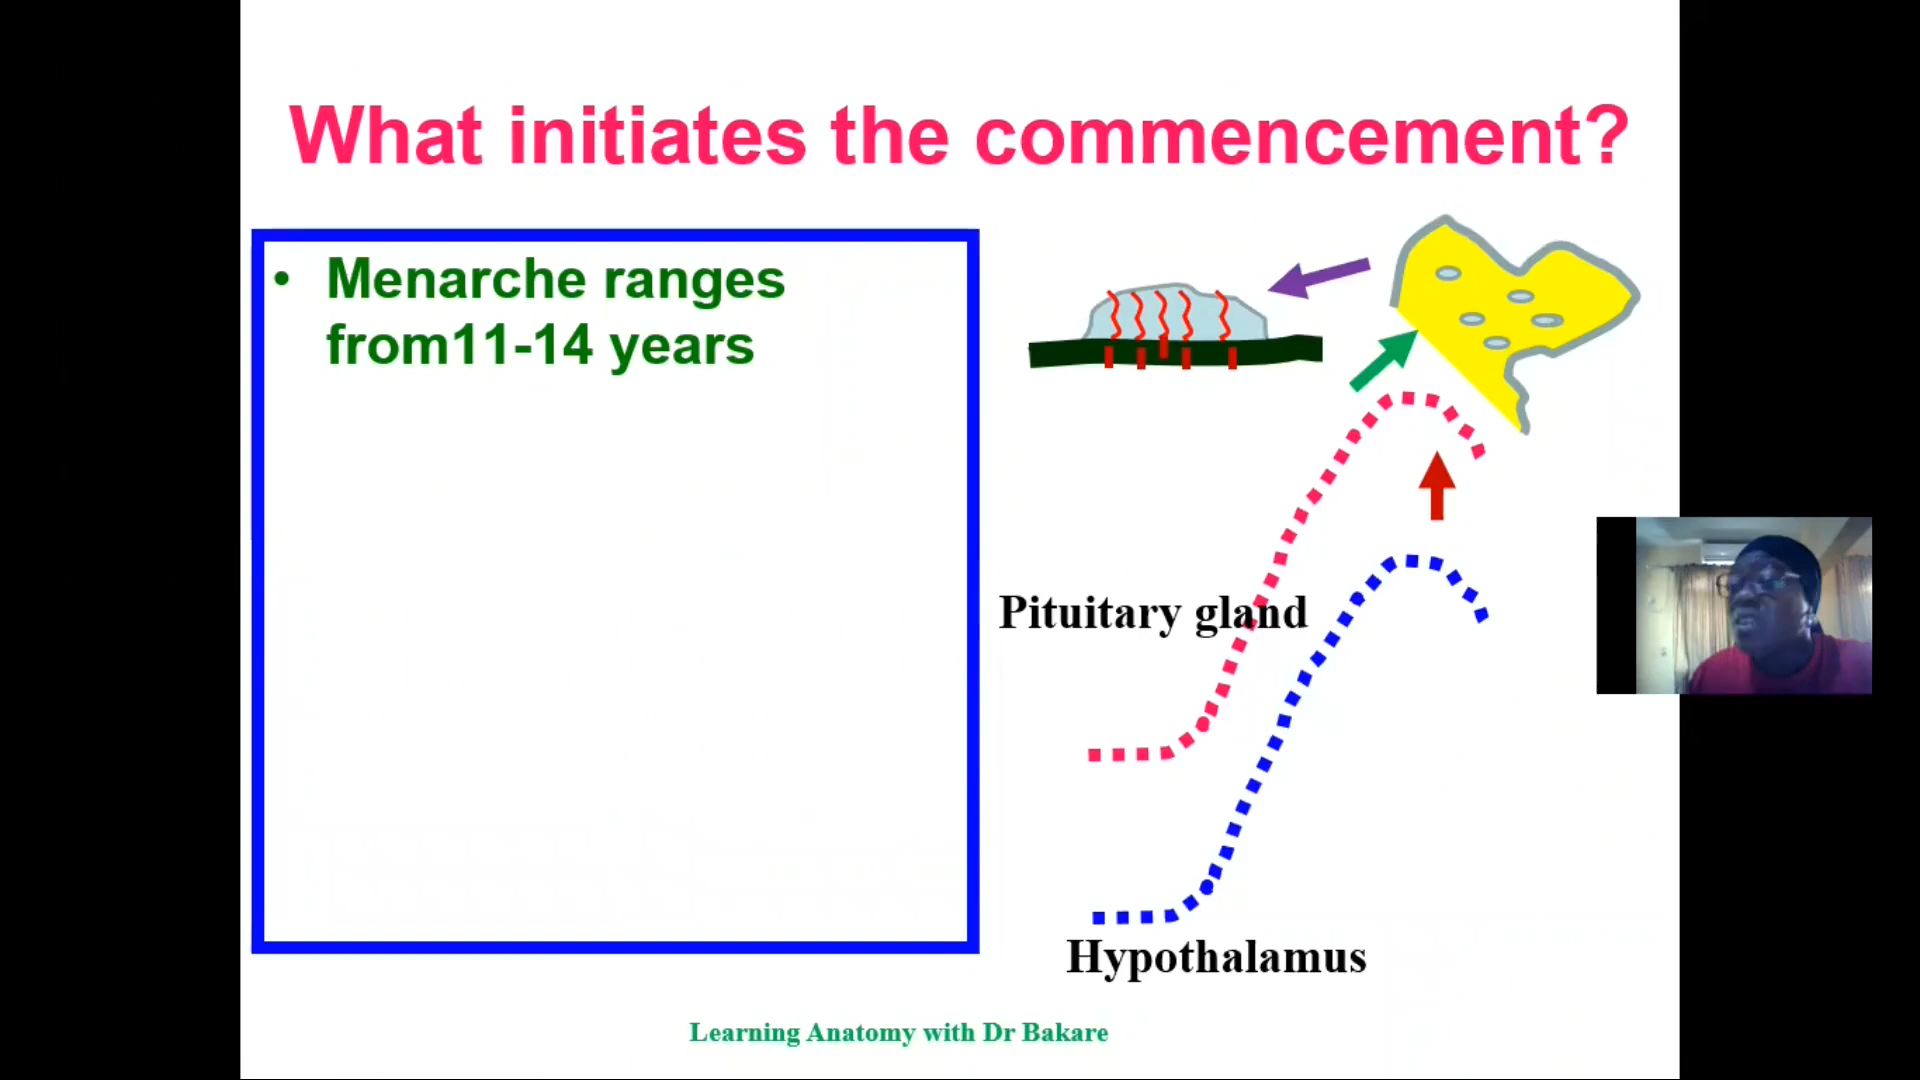 What initiates the commencement?
• Menarche ranges
from11-14 years
Pituitary gland
Hypothalamus
Learning Anatomy with Dr Bakare